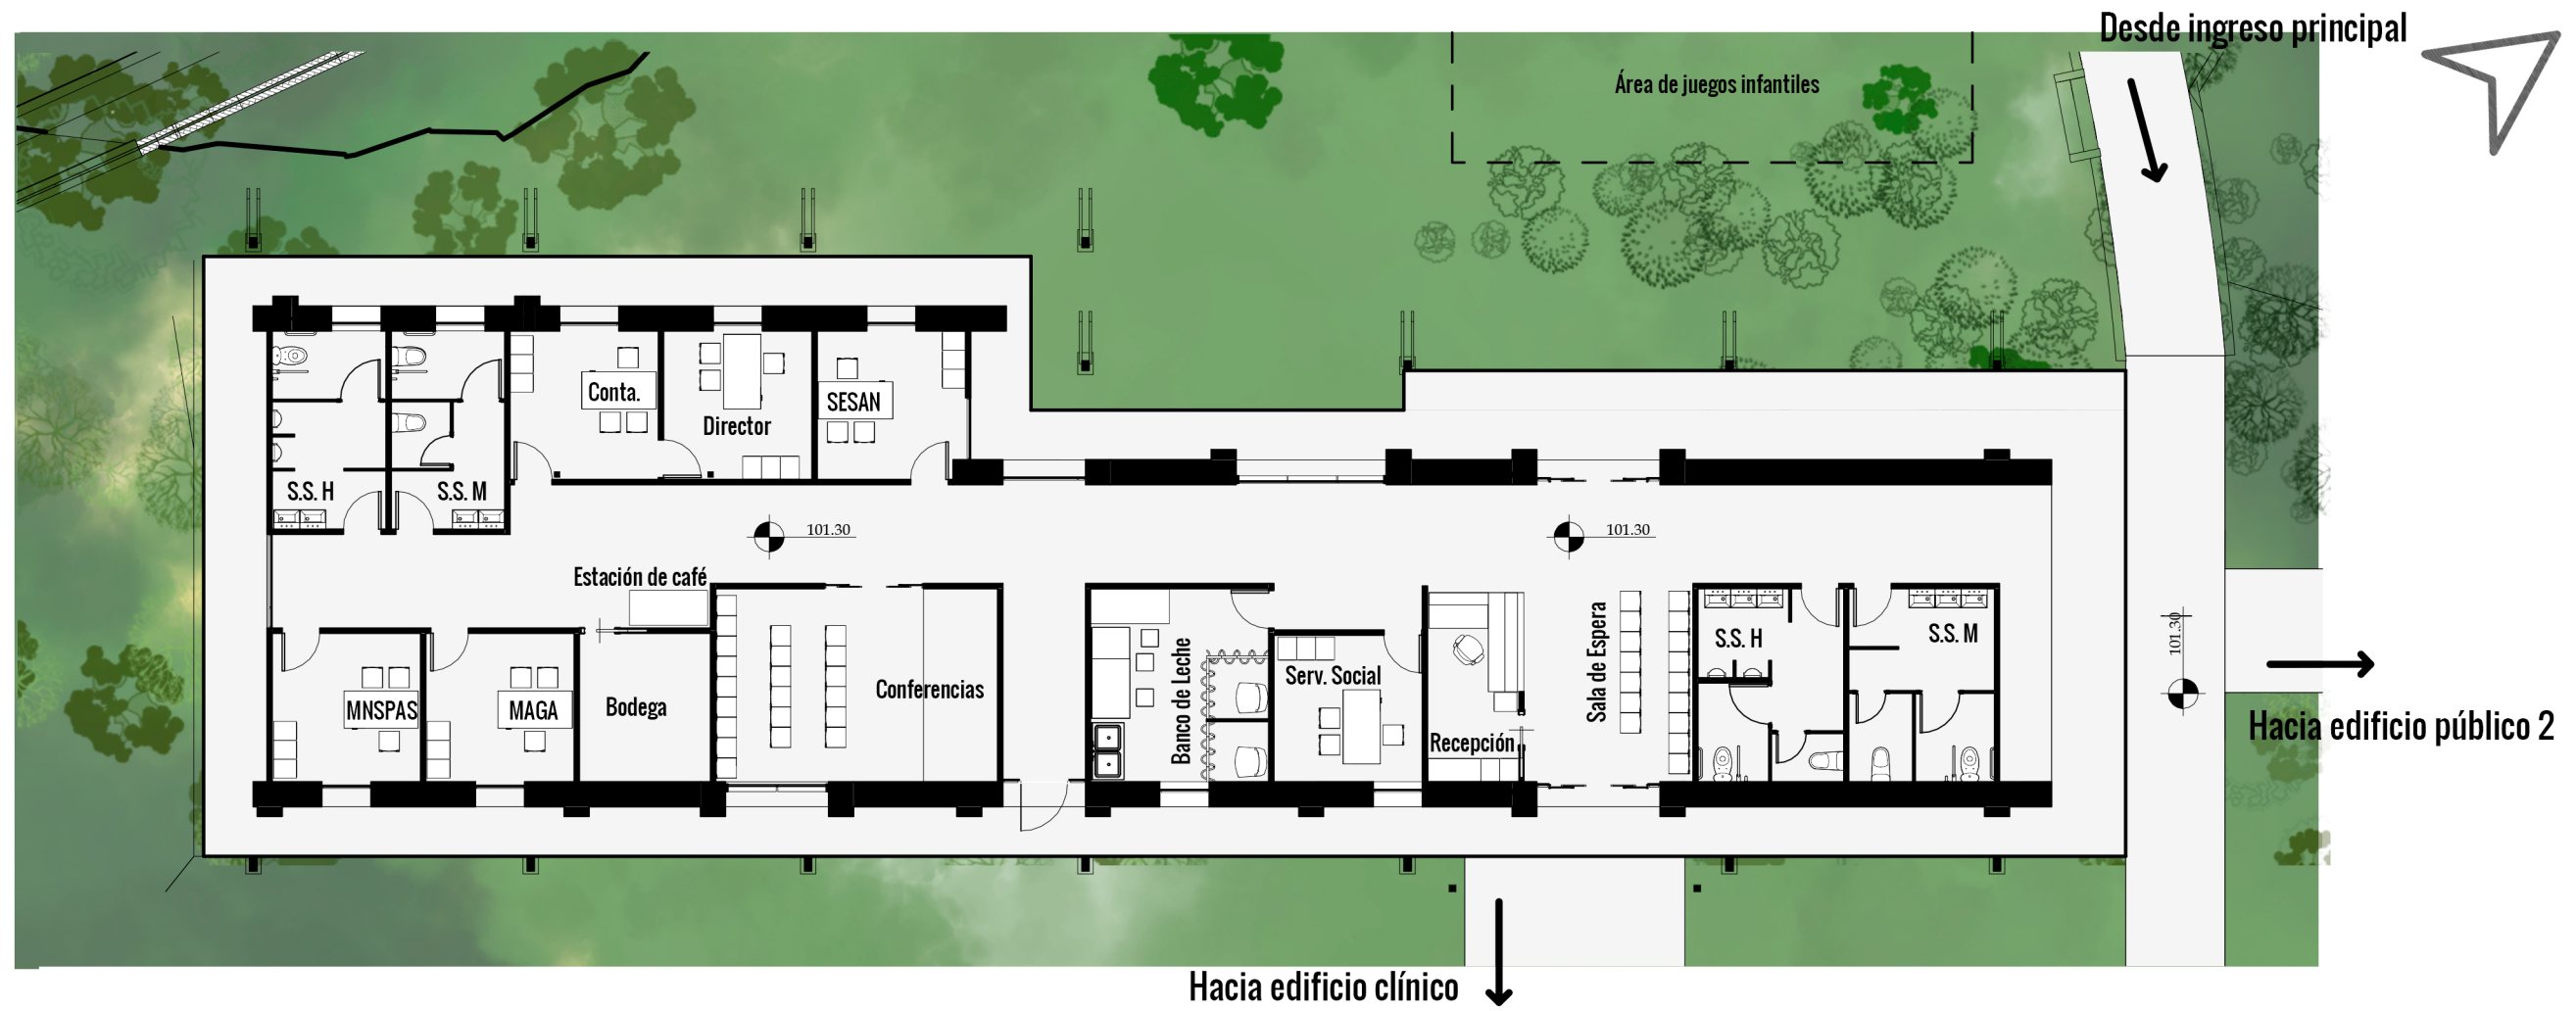 Desde ingreso principal
Área de juegos infantiles
Conta.
Director
SESAN
S.S. H
S.S. M
101.30
101.30
Estación de café
MNSPAS
MAGA
Bodega
Conferencias
Banco de Leche
Serv. Social
Recepción
Sala de Espera
S.S. H
S.S. M
101.30
Hacia edificio público 2
Hacia edificio clínico